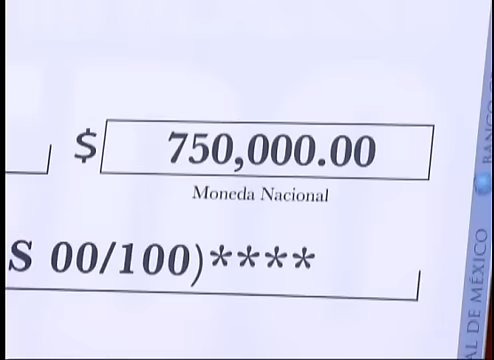 $ 750,000.00
Moneda Nacional
S 00/100)****
AL DE MÉXICO
BANCO